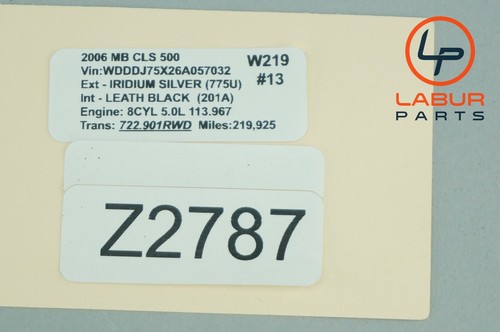 2006 MB CLS 500 W219
Vin:WDDDJ75X26A057032 #13
Ext - IRIDIUM SILVER (775U)
Int - LEATH BLACK (201A)
Engine: 8CYL 5.0L 113.967
Trans: 722.901RWD Miles:219,925
Z2787
LP
LABUR
PARTS